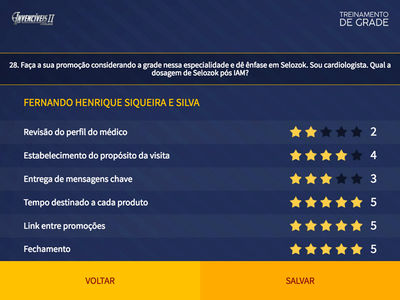 INVENCÍVEIS II
TREINAMENTO
DE GRADE
28. Faça a sua promoção considerando a grade nessa especialidade e dê ênfase em Selozok. Sou cardiologista. Qual a
dosagem de Selozok pós IAM?
FERNANDO HENRIQUE SIQUEIRA E SILVA
Revisão do perfil do médico 2
Estabelecimento do propósito da visita 4
Entrega de mensagens chave 3
Tempo destinado a cada produto 5
Link entre promoções 5
Fechamento 5
VOLTAR SALVAR